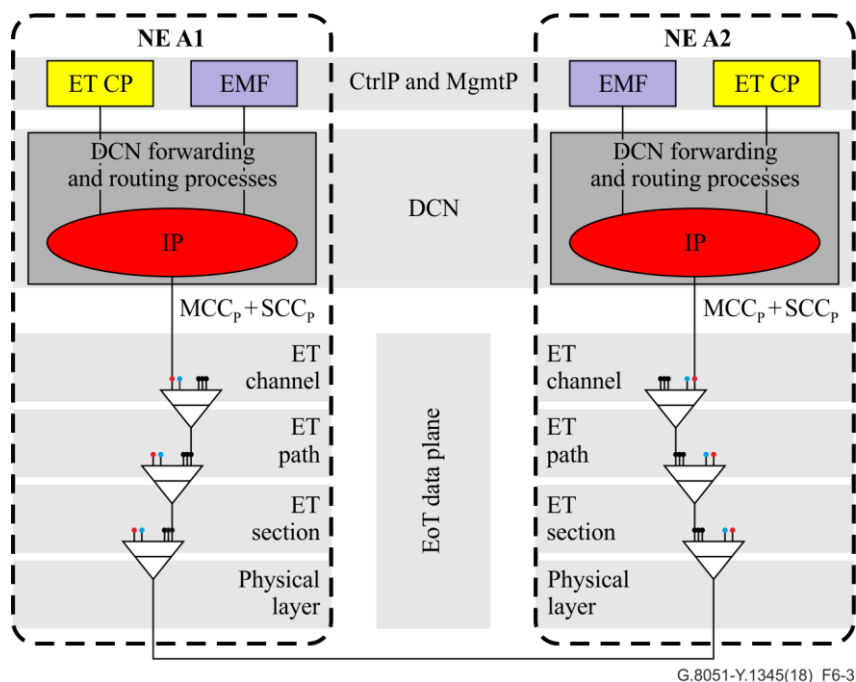 NE A1
NE A2
ET CP
EMF
CtrlP and MgmtP
EMF
ET CP
DCN forwarding
and routing processes
DCN
DCN forwarding
and routing processes
IP
IP
MCCP + SCCP
MCCP + SCCP
ET
channel
ET
path
ET
section
Physical
layer
EoT data plane
ET
channel
ET
path
ET
section
Physical
layer
G.8051-Y.1345(18)_F6-3